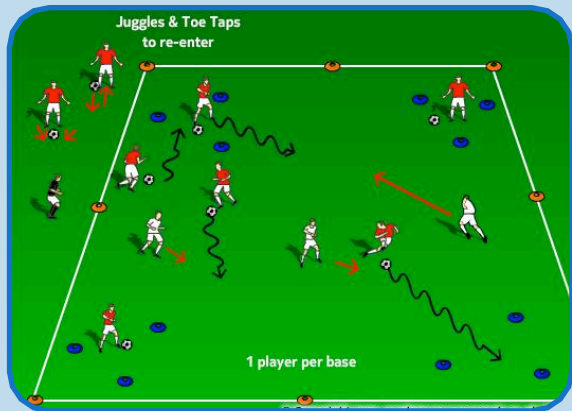 Juggles & Toe Taps
to re-enter
1 player per base